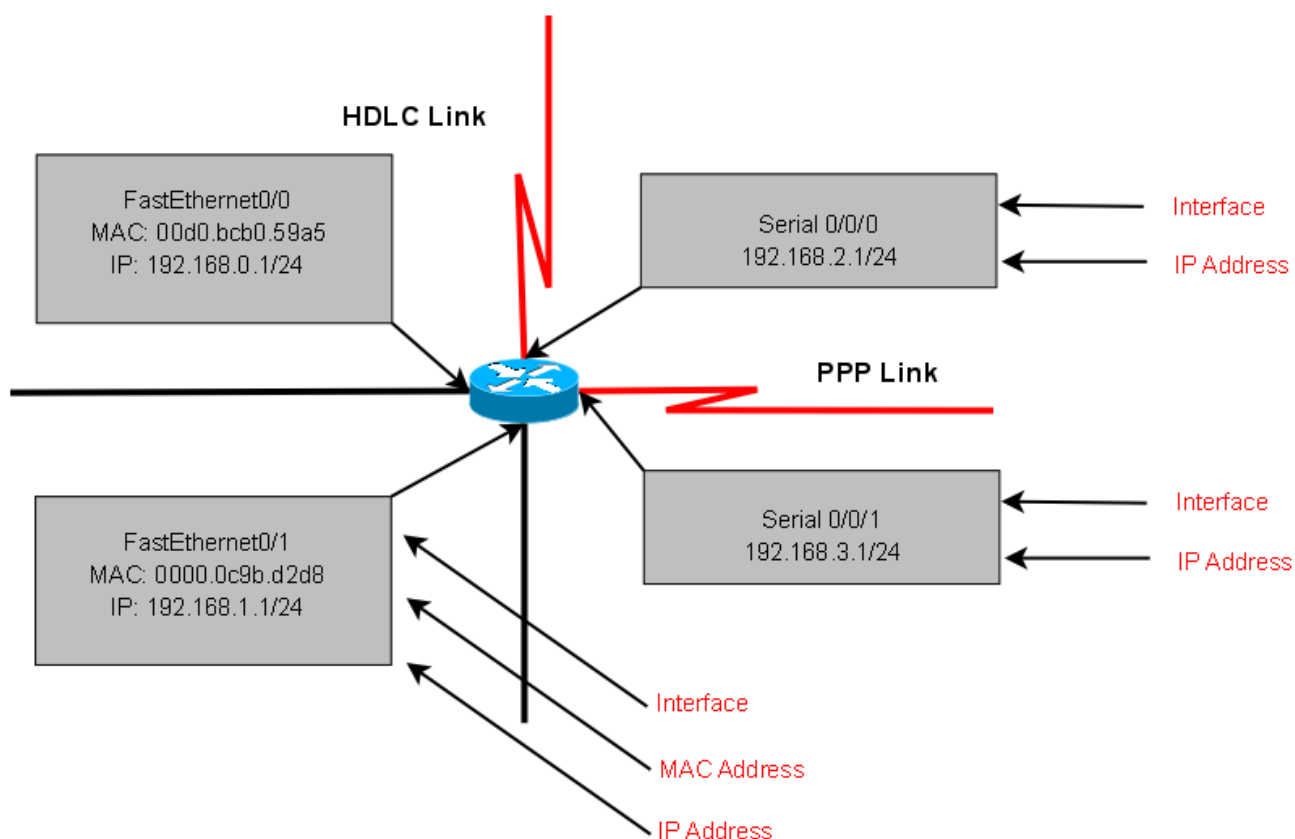 HDLC Link
FastEthernet0/0
MAC: 00d0.bcb0.59a5
IP: 192.168.0.1/24
Serial 0/0/0
192.168.2.1/24
Interface
IP Address
PPP Link
FastEthernet0/1
MAC: 0000.0c9b.d2d8
IP: 192.168.1.1/24
Serial 0/0/1
192.168.3.1/24
Interface
IP Address
Interface
MAC Address
IP Address